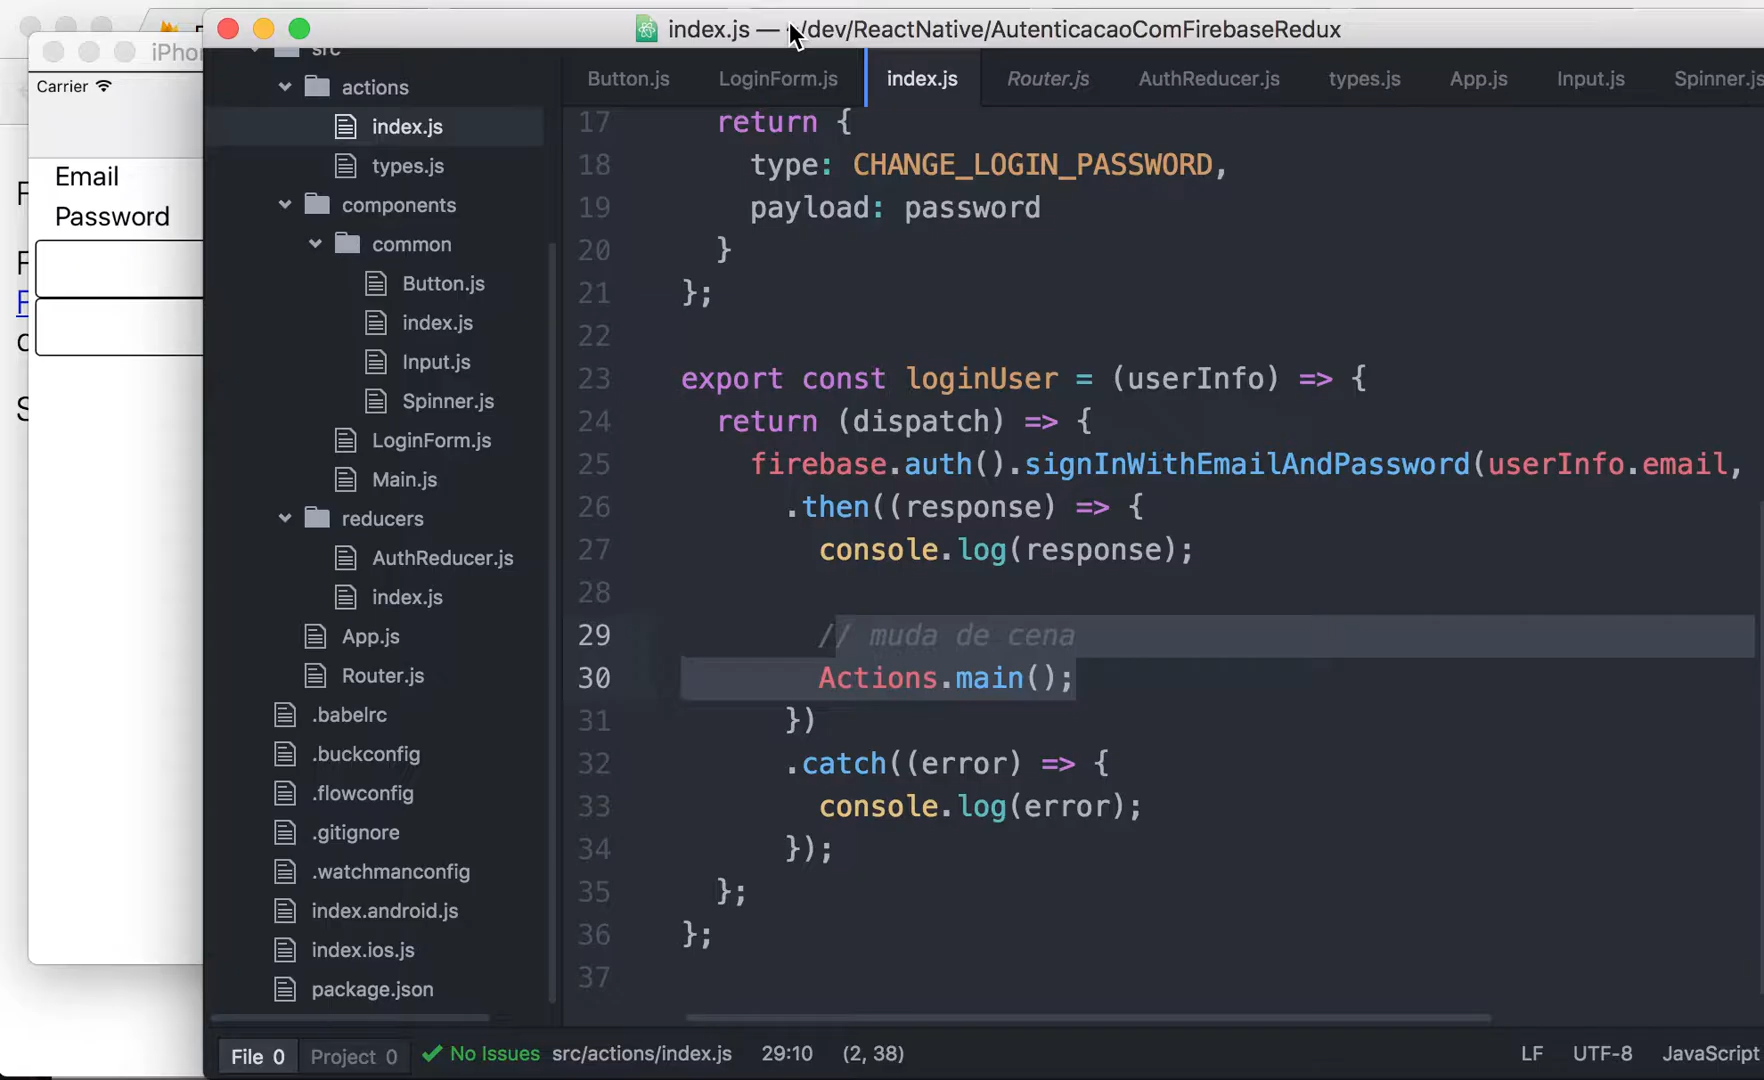 index.js — ~/dev/ReactNative/AutenticacaoComFirebaseRedux
iPho
Carrier
Email
Password
src
actions
index.js
types.js
components
common
Button.js
index.js
Input.js
Spinner.js
LoginForm.js
Main.js
reducers
AuthReducer.js
index.js
App.js
Router.js
.babelrc
.buckconfig
.flowconfig
.gitignore
.watchmanconfig
index.android.js
index.ios.js
package.json
Button.js LoginForm.js index.js Router.js AuthReducer.js types.js App.js Input.js Spinner.js
17 return {
18 type: CHANGE_LOGIN_PASSWORD,
19 payload: password
20 }
21 };
22
23 export const loginUser = (userInfo) => {
24 return (dispatch) => {
25 firebase.auth().signInWithEmailAndPassword(userInfo.email,
26 .then((response) => {
27 console.log(response);
28
29 // muda de cena
30 Actions.main();
31 })
32 .catch((error) => {
33 console.log(error);
34 });
35 };
36 };
37
File 0 Project 0 No Issues src/actions/index.js 29:10 (2, 38) LF UTF-8 JavaScript